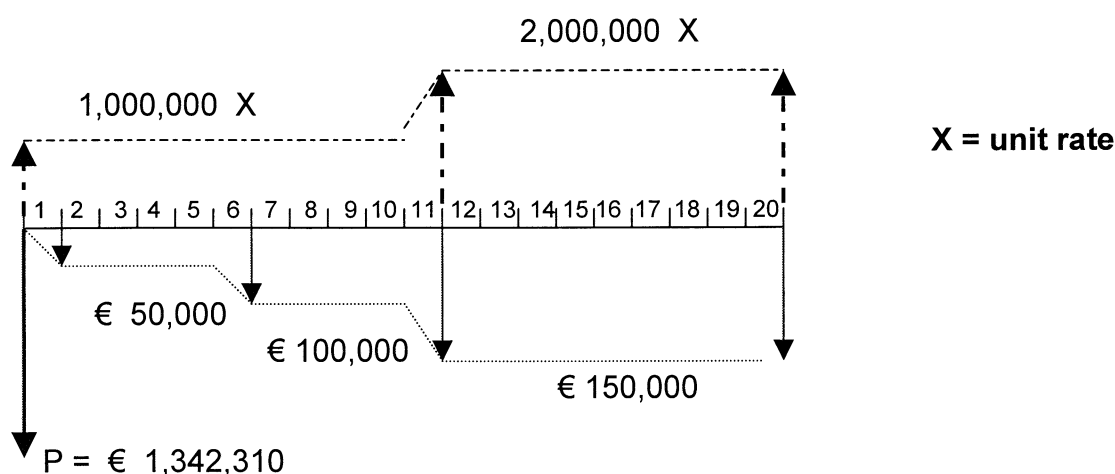 2,000,000 X
1,000,000 X
X = unit rate
1 2 3 4 5 6 7 8 9 10 11 12 13 14 15 16 17 18 19 20
€ 50,000
€ 100,000
€ 150,000
P = € 1,342,310